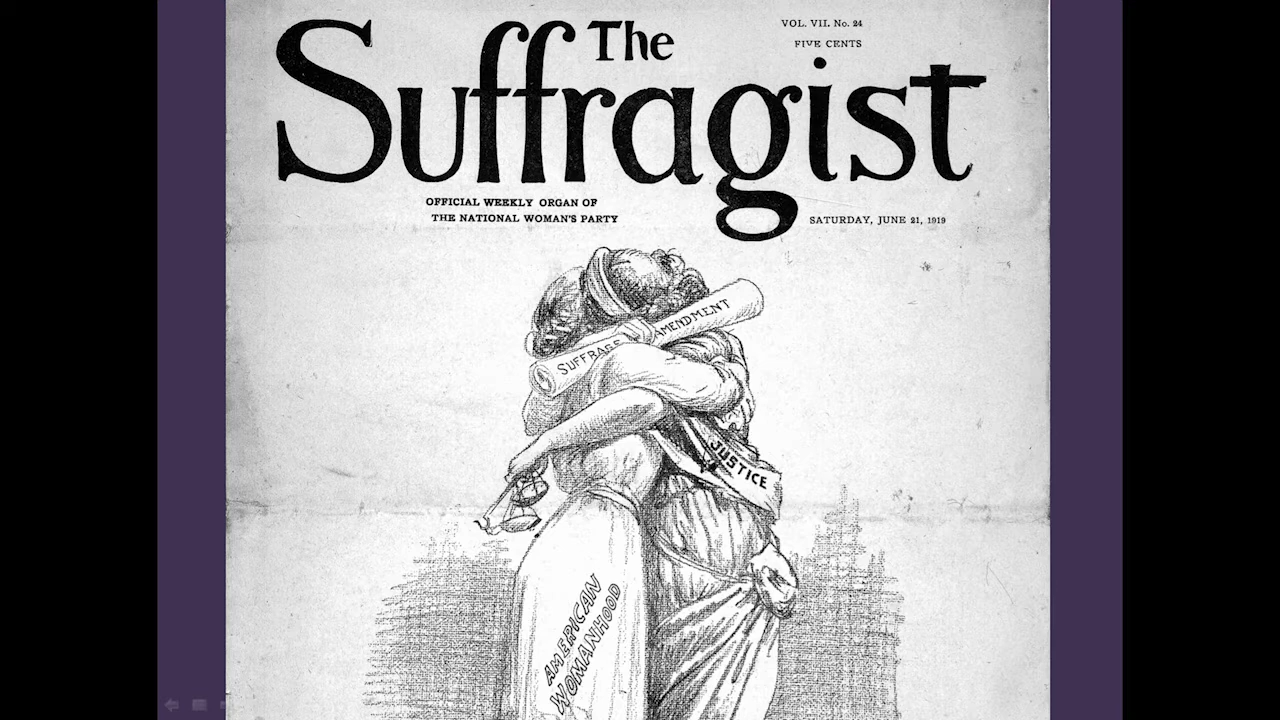 The
Suffragist
VOL. VII. No. 24
FIVE CENTS
OFFICIAL WEEKLY ORGAN OF
THE NATIONAL WOMAN'S PARTY
SATURDAY, JUNE 21, 1919
SUFFRAGE AMENDMENT
JUSTICE
AMERICAN
WOMANHOOD